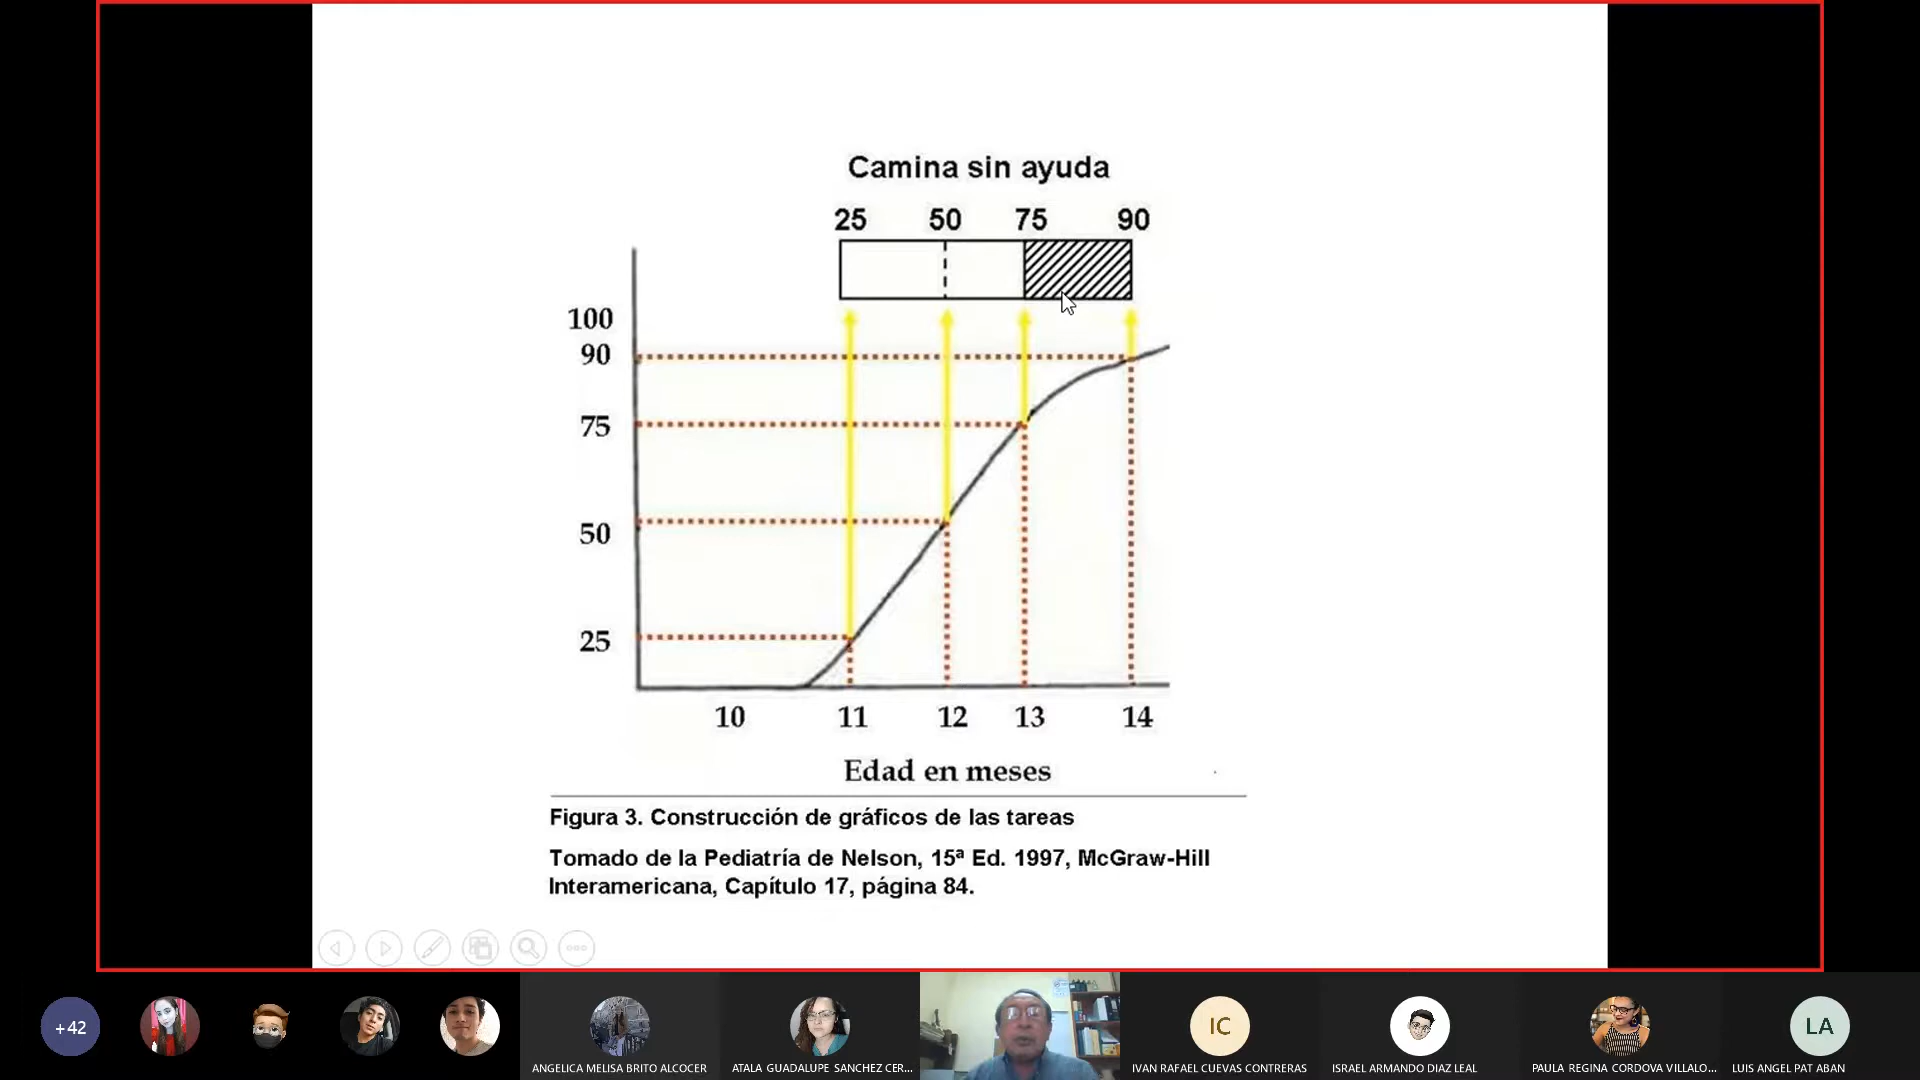 Camina sin ayuda
25 50 75 90
100
90
75
50
25
10 11 12 13 14
Edad en meses
Figura 3. Construcción de gráficos de las tareas
Tomado de la Pediatría de Nelson, 15ª Ed. 1997, McGraw-Hill
Interamericana, Capítulo 17, página 84.
+42
IC
LA
ANGELICA MELISA BRITO ALCOCER
ATALA GUADALUPE SANCHEZ CER...
IVAN RAFAEL CUEVAS CONTRERAS
ISRAEL ARMANDO DIAZ LEAL
PAULA REGINA CORDOVA VILLALO...
LUIS ANGEL PAT ABAN